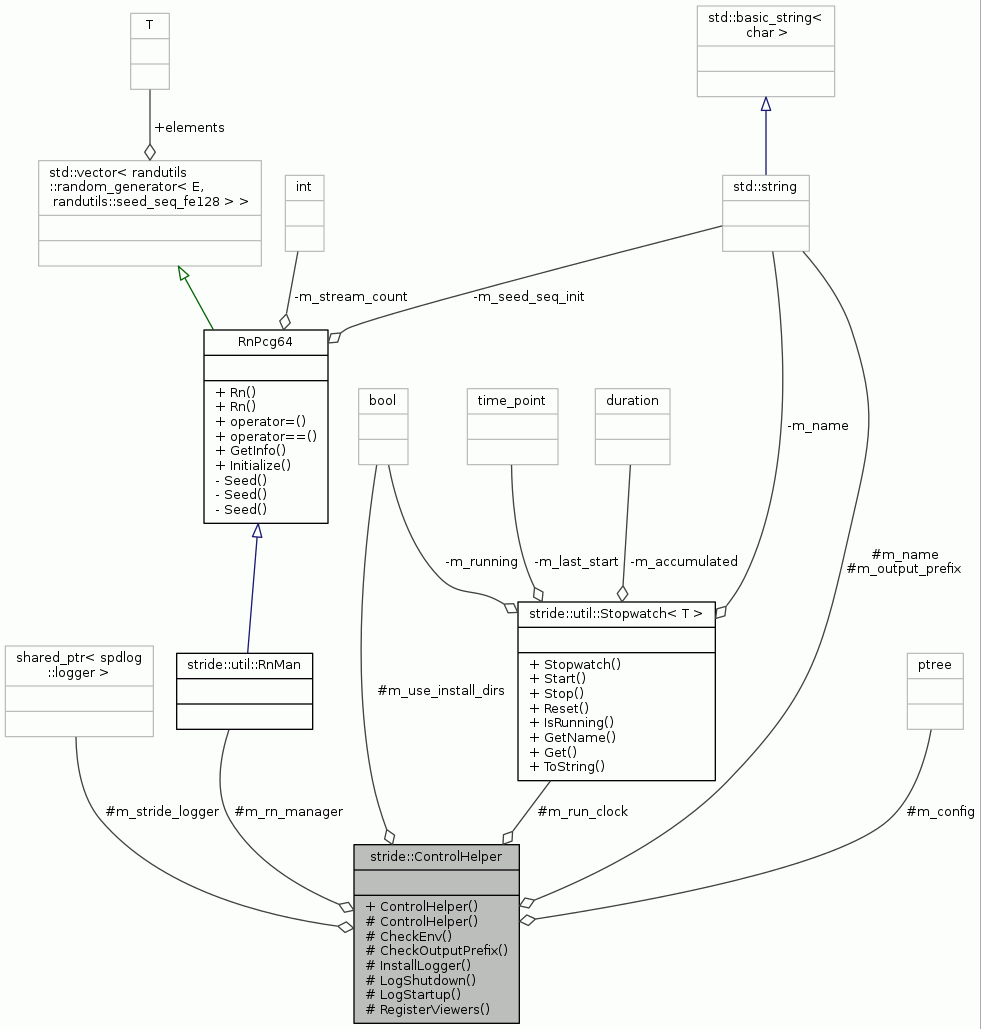 T
std::basic_string<
char >
+elements
std::vector< randutils
::random_generator< E,
randutils::seed_seq_fe128 > >
int
std::string
-m_stream_count
-m_seed_seq_init
RnPcg64
+ Rn()
+ Rn()
+ operator=()
+ operator==()
+ GetInfo()
+ Initialize()
- Seed()
- Seed()
- Seed()
bool
time_point
duration
-m_name
-m_running
-m_last_start
-m_accumulated
#m_name
#m_output_prefix
stride::util::Stopwatch< T >
+ Stopwatch()
+ Start()
+ Stop()
+ Reset()
+ IsRunning()
+ GetName()
+ Get()
+ ToString()
shared_ptr< spdlog
::logger >
stride::util::RnMan
ptree
#m_use_install_dirs
#m_stride_logger
#m_rn_manager
#m_run_clock
#m_config
stride::ControlHelper
+ ControlHelper()
# ControlHelper()
# CheckEnv()
# CheckOutputPrefix()
# InstallLogger()
# LogShutdown()
# LogStartup()
# RegisterViewers()